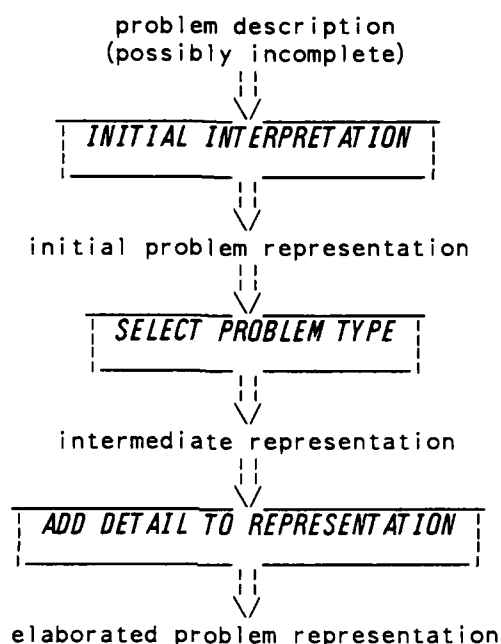 problem description
(possibly incomplete)
INITIAL INTERPRETATION
initial problem representation
SELECT PROBLEM TYPE
intermediate representation
ADD DETAIL TO REPRESENTATION
elaborated problem representation